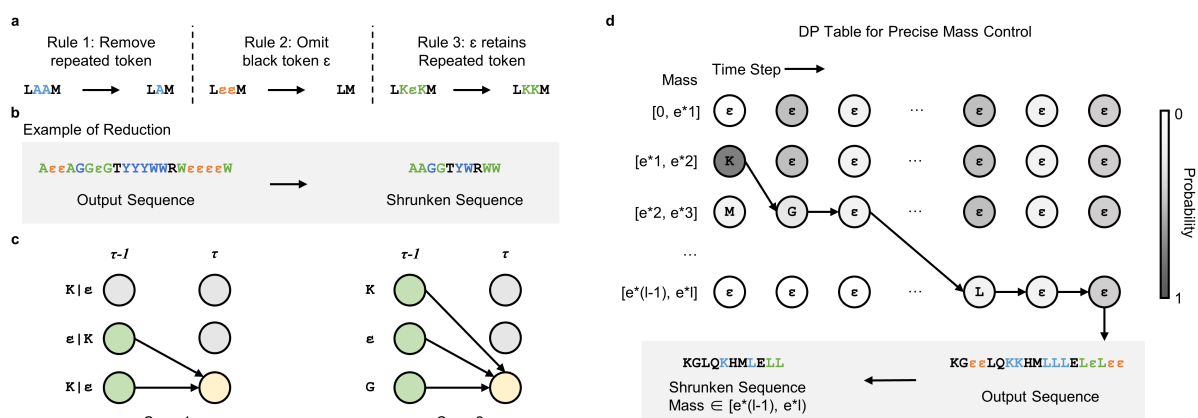 a
Rule 1: Remove
repeated token
LAAM LAM
Rule 2: Omit
black token ε
LεεM LM
Rule 3: ε retains
Repeated token
LKεKM LKKM
b
Example of Reduction
AεεAGGεGTYYYWWRWεεεεW AAGGTYWRWW
Output Sequence Shrunken Sequence
c
τ-1 τ
K|ε
ε|K
K|ε
τ-1 τ
K
ε
G
d
DP Table for Precise Mass Control
Mass Time Step
[0, e*1] ε ε ε ... ε ε ε
[e*1, e*2] K ε ε ... ε ε ε
[e*2, e*3] M G ε ... ε ε ε
...
[e*(l-1), e*l] ε ε ε ... L ε ε
0
Probability
1
KGLQKHMLELL KGεεLQKKHMLLLELεLεε
Shrunken Sequence Output Sequence
Mass ∈ [e*(l-1), e*l)